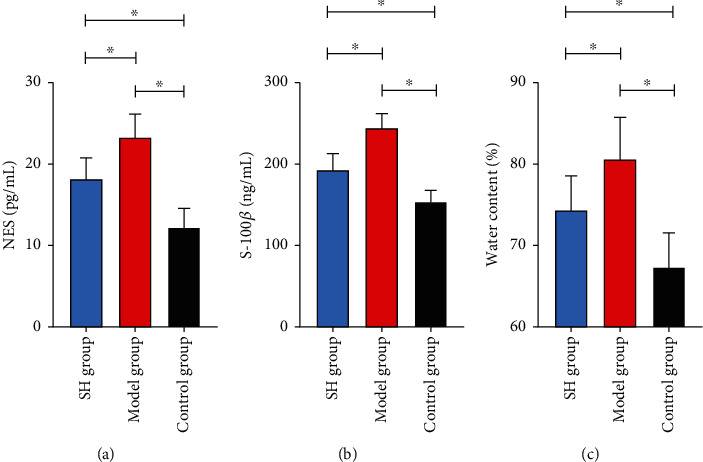 *
*
*
30
20
10
0
NES (pg/mL)
SH group
Model group
Control group
(a)
*
*
*
300
200
100
0
S-100β (ng/mL)
SH group
Model group
Control group
(b)
*
*
*
90
80
70
60
Water content (%)
SH group
Model group
Control group
(c)